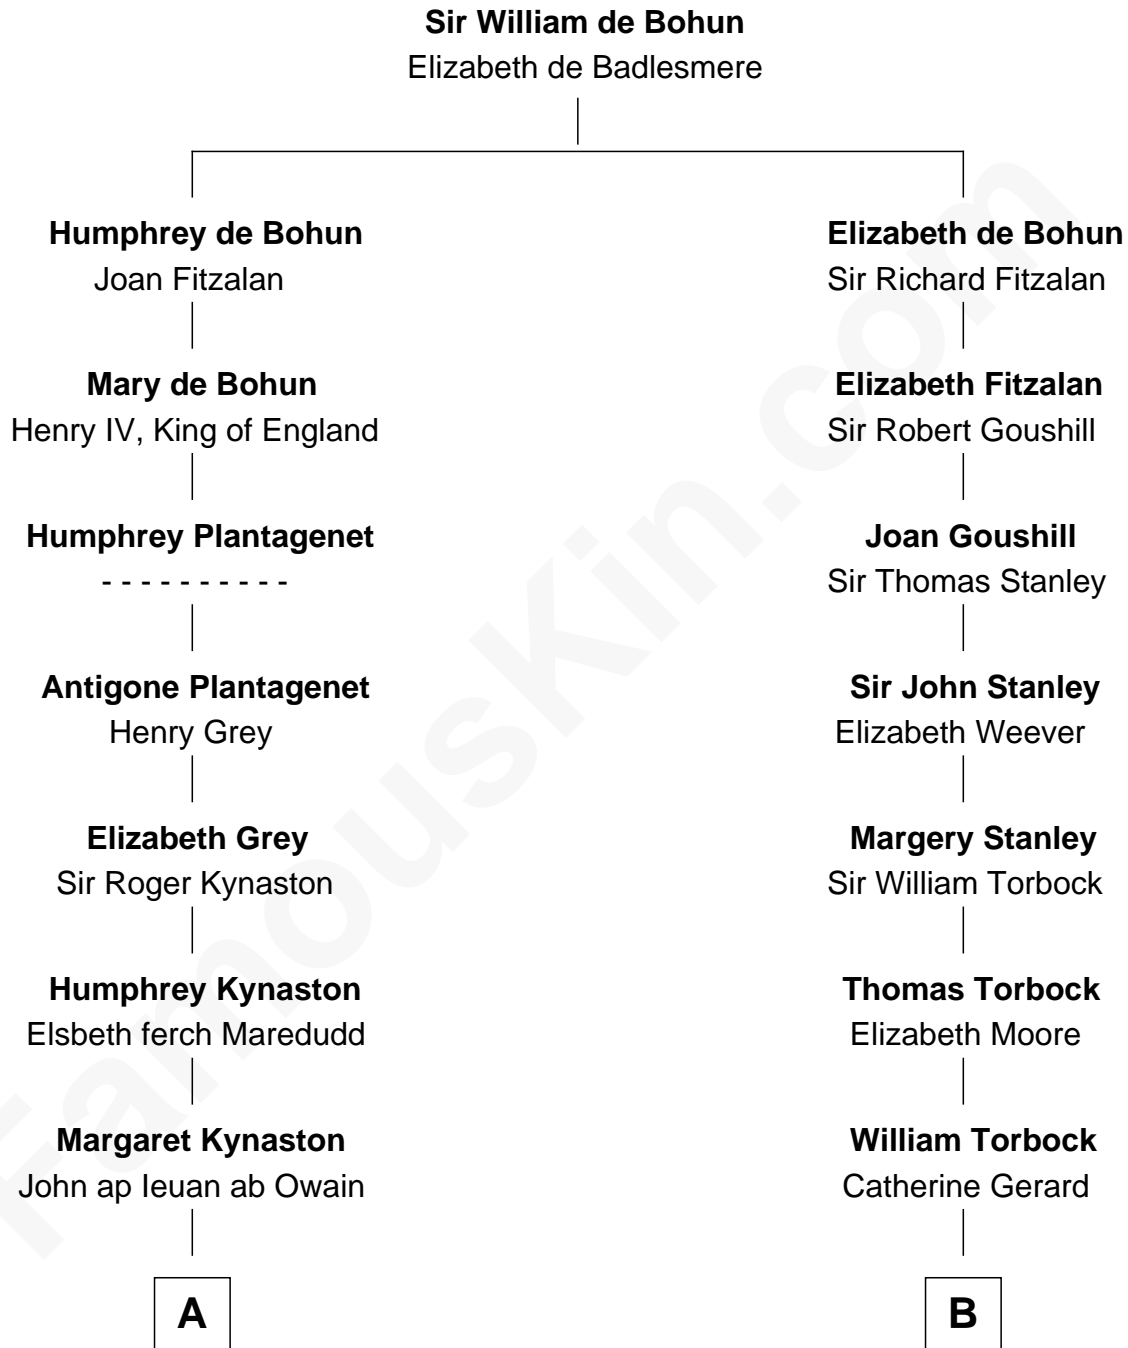 Sir William de Bohun
Elizabeth de Badlesmere
Humphrey de Bohun
Joan Fitzalan
Mary de Bohun
Henry IV, King of England
Humphrey Plantagenet
- - - - - - - - - -
Antigone Plantagenet
Henry Grey
Elizabeth Grey
Sir Roger Kynaston
Humphrey Kynaston
Elsbeth ferch Maredudd
Margaret Kynaston
John ap Ieuan ab Owain
A
Elizabeth de Bohun
Sir Richard Fitzalan
Elizabeth Fitzalan
Sir Robert Goushill
Joan Goushill
Sir Thomas Stanley
Sir John Stanley
Elizabeth Weever
Margery Stanley
Sir William Torbock
Thomas Torbock
Elizabeth Moore
William Torbock
Catherine Gerard
B
FamousKin.com